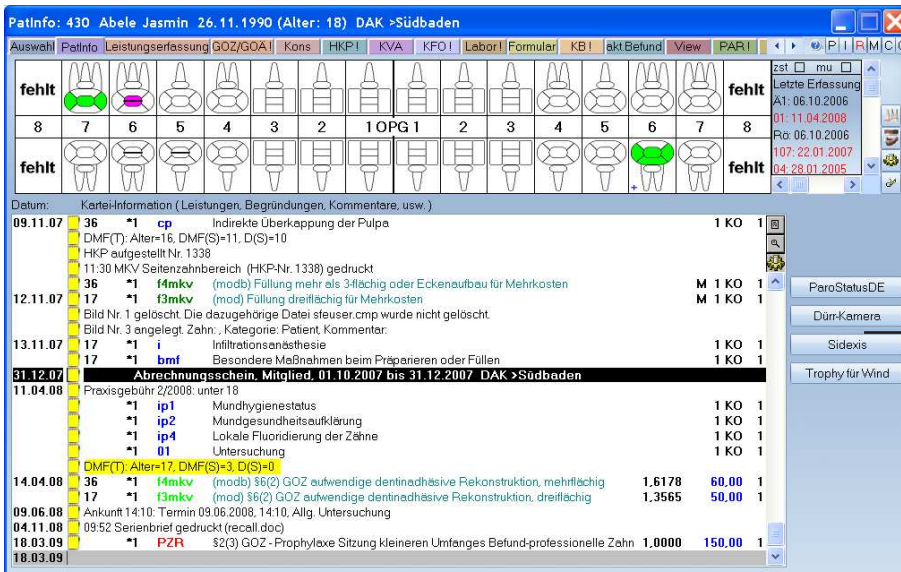 PatInfo: 430 Abele Jasmin 26.11.1990 (Alter: 18) DAK >Südbaden
Auswahl PatInfo Leistungserfassung GOZ/GOÄ! Kons HKP! KVA KFO! Labor! Formular KB! akt.Befund View PAR! P I R M C
zst mu
Letzte Erfassung
Ä1: 06.10.2006
01: 11.04.2008
Rö: 06.10.2006
107: 22.01.2007
04: 28.01.2005
fehlt fehlt
8 7 6 5 4 3 2 1 OPG 1 2 3 4 5 6 7 8
fehlt fehlt
Datum: Kartei-Information ( Leistungen, Begründungen, Kommentare, usw. )
09.11.07 36 *1 cp Indirekte Überkappung der Pulpa 1 KO 1
DMF(T): Alter=16, DMF(S)=11, D(S)=10
HKP aufgestellt Nr. 1338
11:30 MKV Seitenzahnbereich (HKP-Nr. 1338) gedruckt
36 *1 f4mkv (modb) Füllung mehr als 3-flächig oder Eckenaufbau für Mehrkosten M 1 KO 1
12.11.07 17 *1 f3mkv (mod) Füllung dreiflächig für Mehrkosten M 1 KO 1
Bild Nr. 1 gelöscht. Die dazugehörige Datei sfeuser.cmp wurde nicht gelöscht.
Bild Nr. 3 angelegt. Zahn: , Kategorie: Patient, Kommentar:
13.11.07 17 *1 i Infiltrationsanästhesie 1 KO 1
17 *1 bmf Besondere Maßnahmen beim Präparieren oder Füllen 1 KO 1
31.12.07 Abrechnungsschein, Mitglied, 01.10.2007 bis 31.12.2007 DAK >Südbaden
11.04.08 Praxisgebühr 2/2008: unter 18
*1 ip1 Mundhygienestatus 1 KO 1
*1 ip2 Mundgesundheitsaufklärung 1 KO 1
*1 ip4 Lokale Fluoridierung der Zähne 1 KO 1
*1 01 Untersuchung 1 KO 1
DMF(T): Alter=17, DMF(S)=3, D(S)=0
14.04.08 36 *1 f4mkv (modb) §6(2) GOZ aufwendige dentinadhäsive Rekonstruktion, mehrflächig 1,6178 60,00 1
17 *1 f3mkv (mod) §6(2) GOZ aufwendige dentinadhäsive Rekonstruktion, dreiflächig 1,3565 50,00 1
09.06.08 Ankunft 14:10: Termin 09.06.2008, 14:10, Allg. Untersuchung
04.11.08 09:52 Serienbrief gedruckt (recall.doc)
18.03.09 *1 PZR §2(3) GOZ - Prophylaxe Sitzung kleineren Umfanges Befund-professionelle Zahn 1,0000 150,00 1
18.03.09
ParoStatusDE
Dürr-Kamera
Sidexis
Trophy für Wind